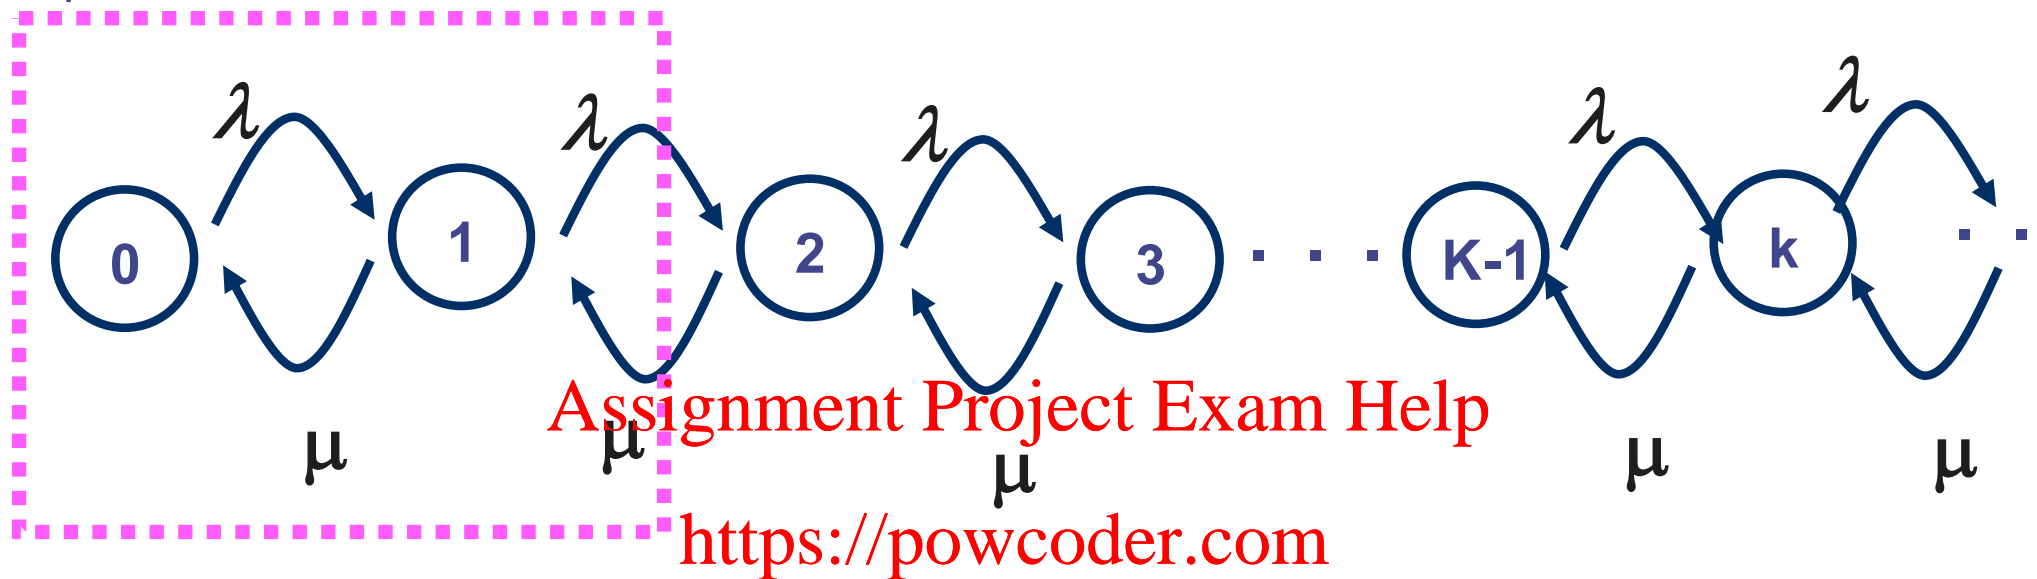 λ λ λ λ λ
0 1 2 3 . . . K-1 k . .
Assignment Project Exam Help
μ μ μ μ μ
https://powcoder.com